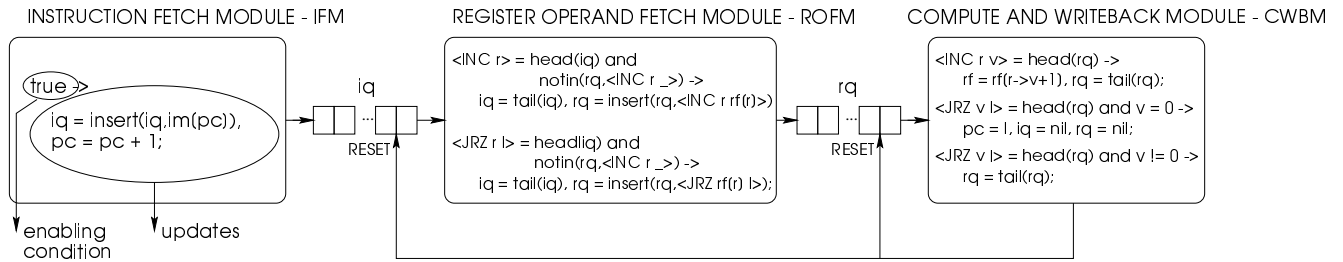 INSTRUCTION FETCH MODULE - IFM
true ->
iq = insert(iq,im(pc)),
pc = pc + 1;
enabling
condition
updates
iq
...
RESET
REGISTER OPERAND FETCH MODULE - ROFM
<INC r> = head(iq) and
notin(rq,<INC r _>) ->
iq = tail(iq), rq = insert(rq,<INC r rf[r]>)
<JRZ r l> = head(iq) and
notin(rq,<INC r _>) ->
iq = tail(iq), rq = insert(rq,<JRZ rf[r] l>);
rq
...
RESET
COMPUTE AND WRITEBACK MODULE - CWBM
<INC r v> = head(rq) ->
rf = rf[r->v+1], rq = tail(rq);
<JRZ v l> = head(rq) and v = 0 ->
pc = l, iq = nil, rq = nil;
<JRZ v l> = head(rq) and v != 0 ->
rq = tail(rq);